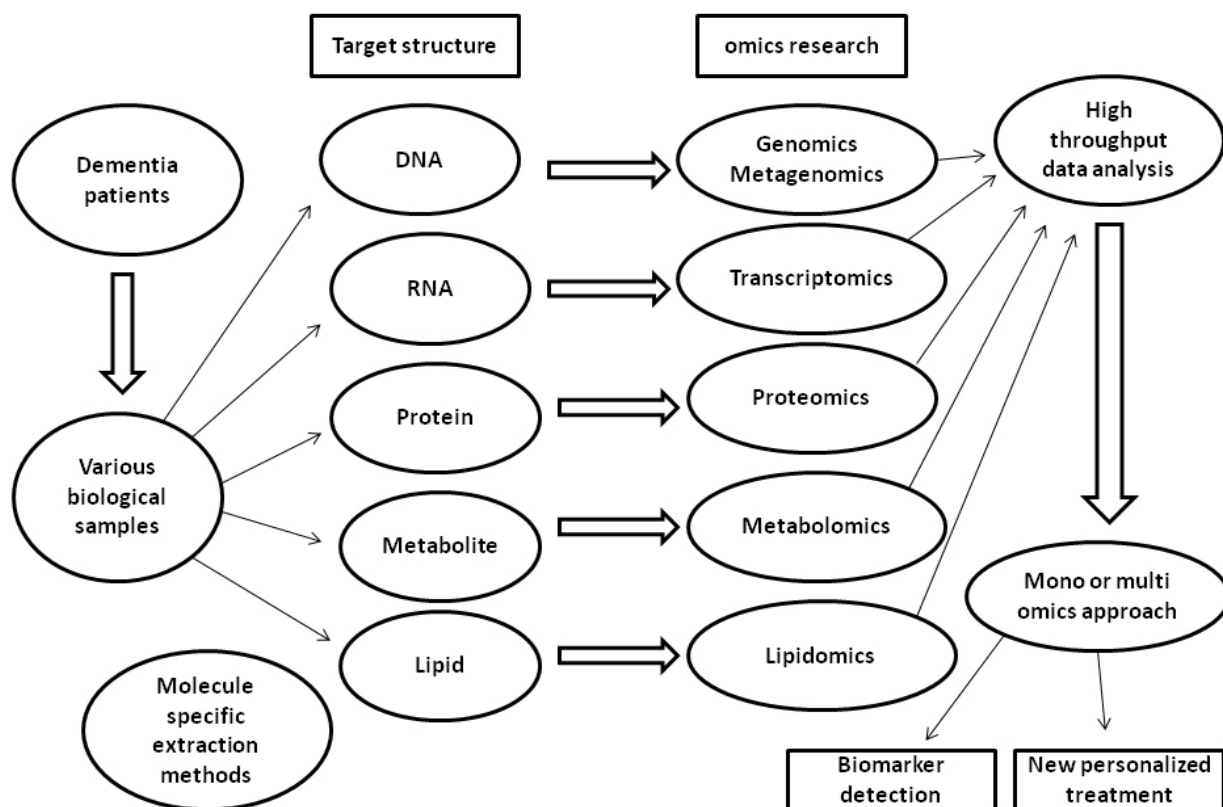 Target structure
omics research
Dementia
patients
DNA
Genomics
Metagenomics
High
throughput
data analysis
RNA
Transcriptomics
Various
biological
samples
Protein
Proteomics
Metabolite
Metabolomics
Mono or multi
omics approach
Lipid
Lipidomics
Molecule
specific
extraction
methods
Biomarker
detection
New personalized
treatment